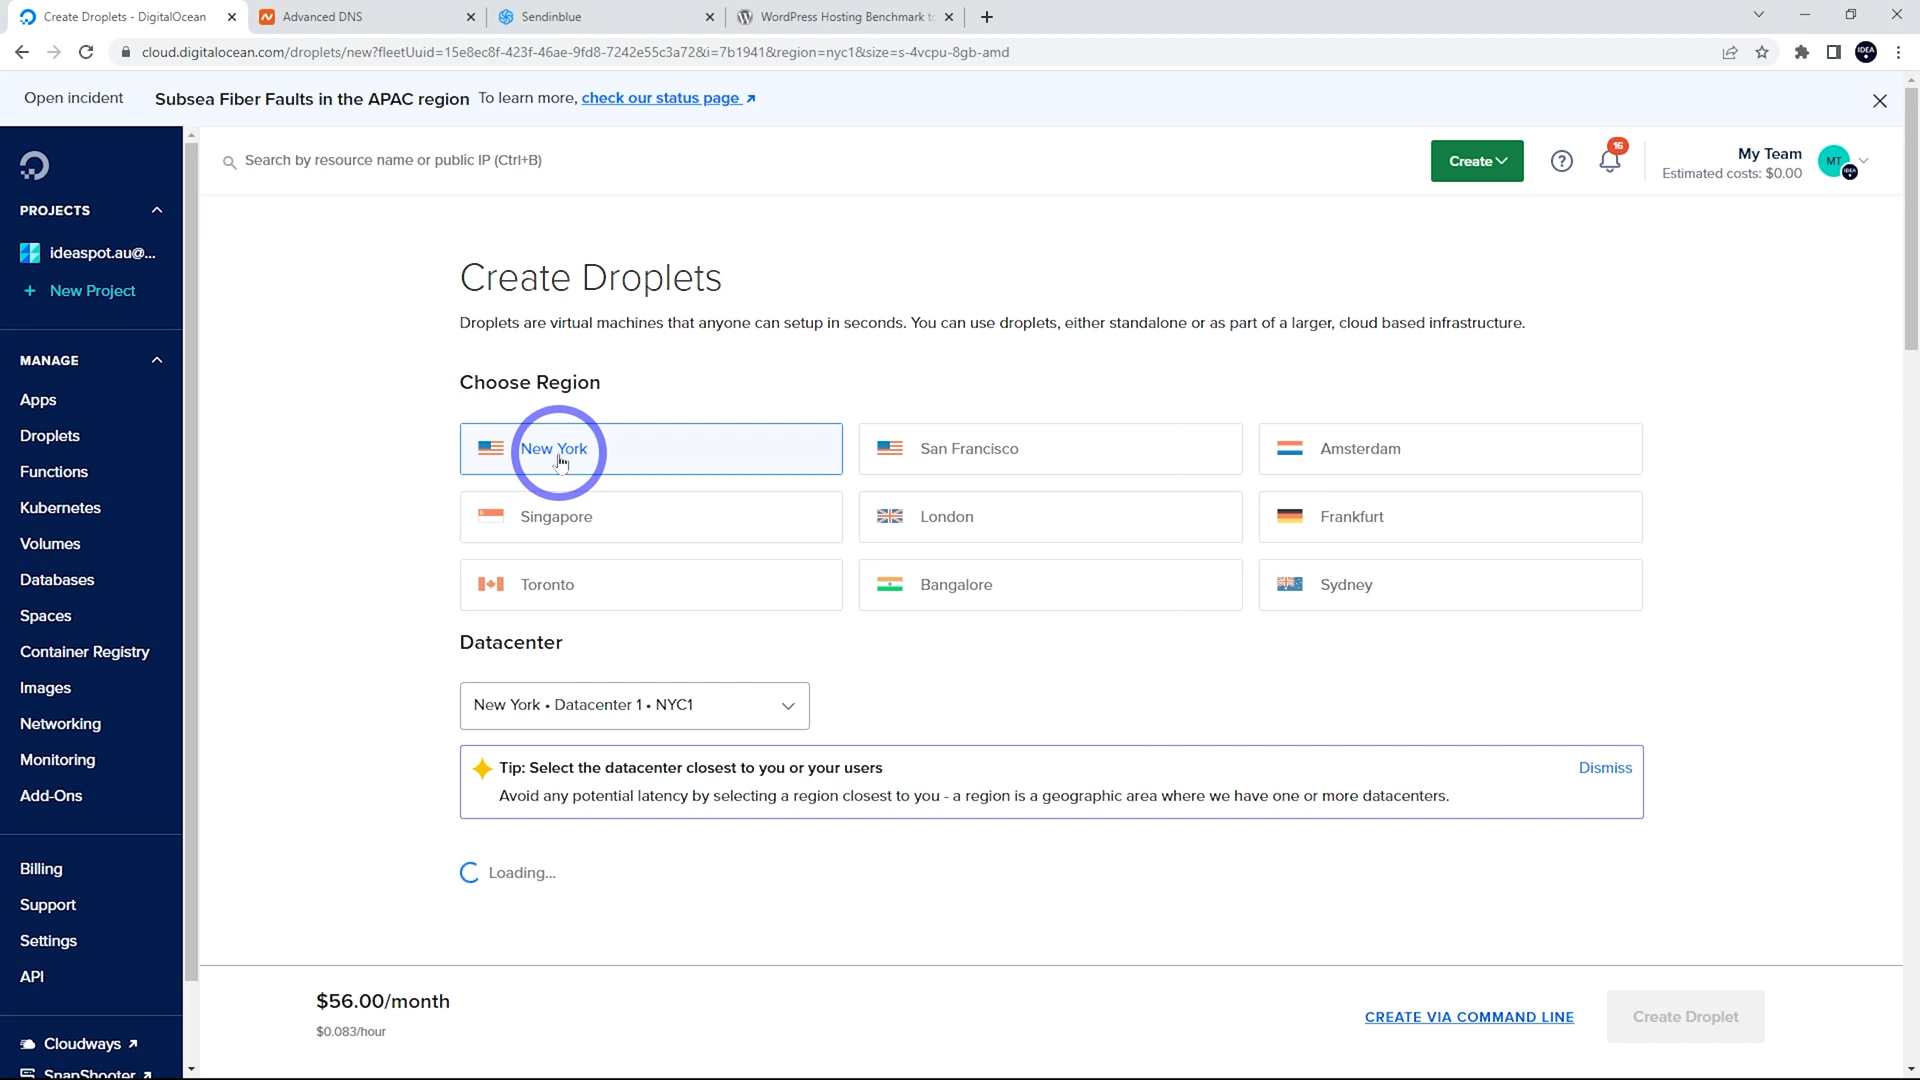 Create Droplets - DigitalOcean
Advanced DNS
Sendinblue
WordPress Hosting Benchmark to
cloud.digitalocean.com/droplets/new?fleetUuid=15e8ec8f-423f-46ae-9fd8-7242e55c3a72&i=7b1941&region=nyc1&size=s-4vcpu-8gb-amd
IDEA
Open incident
Subsea Fiber Faults in the APAC region To learn more, check our status page ↗
Search by resource name or public IP (Ctrl+B)
Create
?
16
My Team
Estimated costs: $0.00
MT
IDEA
PROJECTS
ideaspot.au@...
+ New Project
MANAGE
Apps
Droplets
Functions
Kubernetes
Volumes
Databases
Spaces
Container Registry
Images
Networking
Monitoring
Add-Ons
Billing
Support
Settings
API
Cloudways ↗
SnapShooter ↗
Create Droplets
Droplets are virtual machines that anyone can setup in seconds. You can use droplets, either standalone or as part of a larger, cloud based infrastructure.
Choose Region
New York
San Francisco
Amsterdam
Singapore
London
Frankfurt
Toronto
Bangalore
Sydney
Datacenter
New York • Datacenter 1 • NYC1
Tip: Select the datacenter closest to you or your users
Dismiss
Avoid any potential latency by selecting a region closest to you - a region is a geographic area where we have one or more datacenters.
Loading...
$56.00/month
$0.083/hour
CREATE VIA COMMAND LINE
Create Droplet